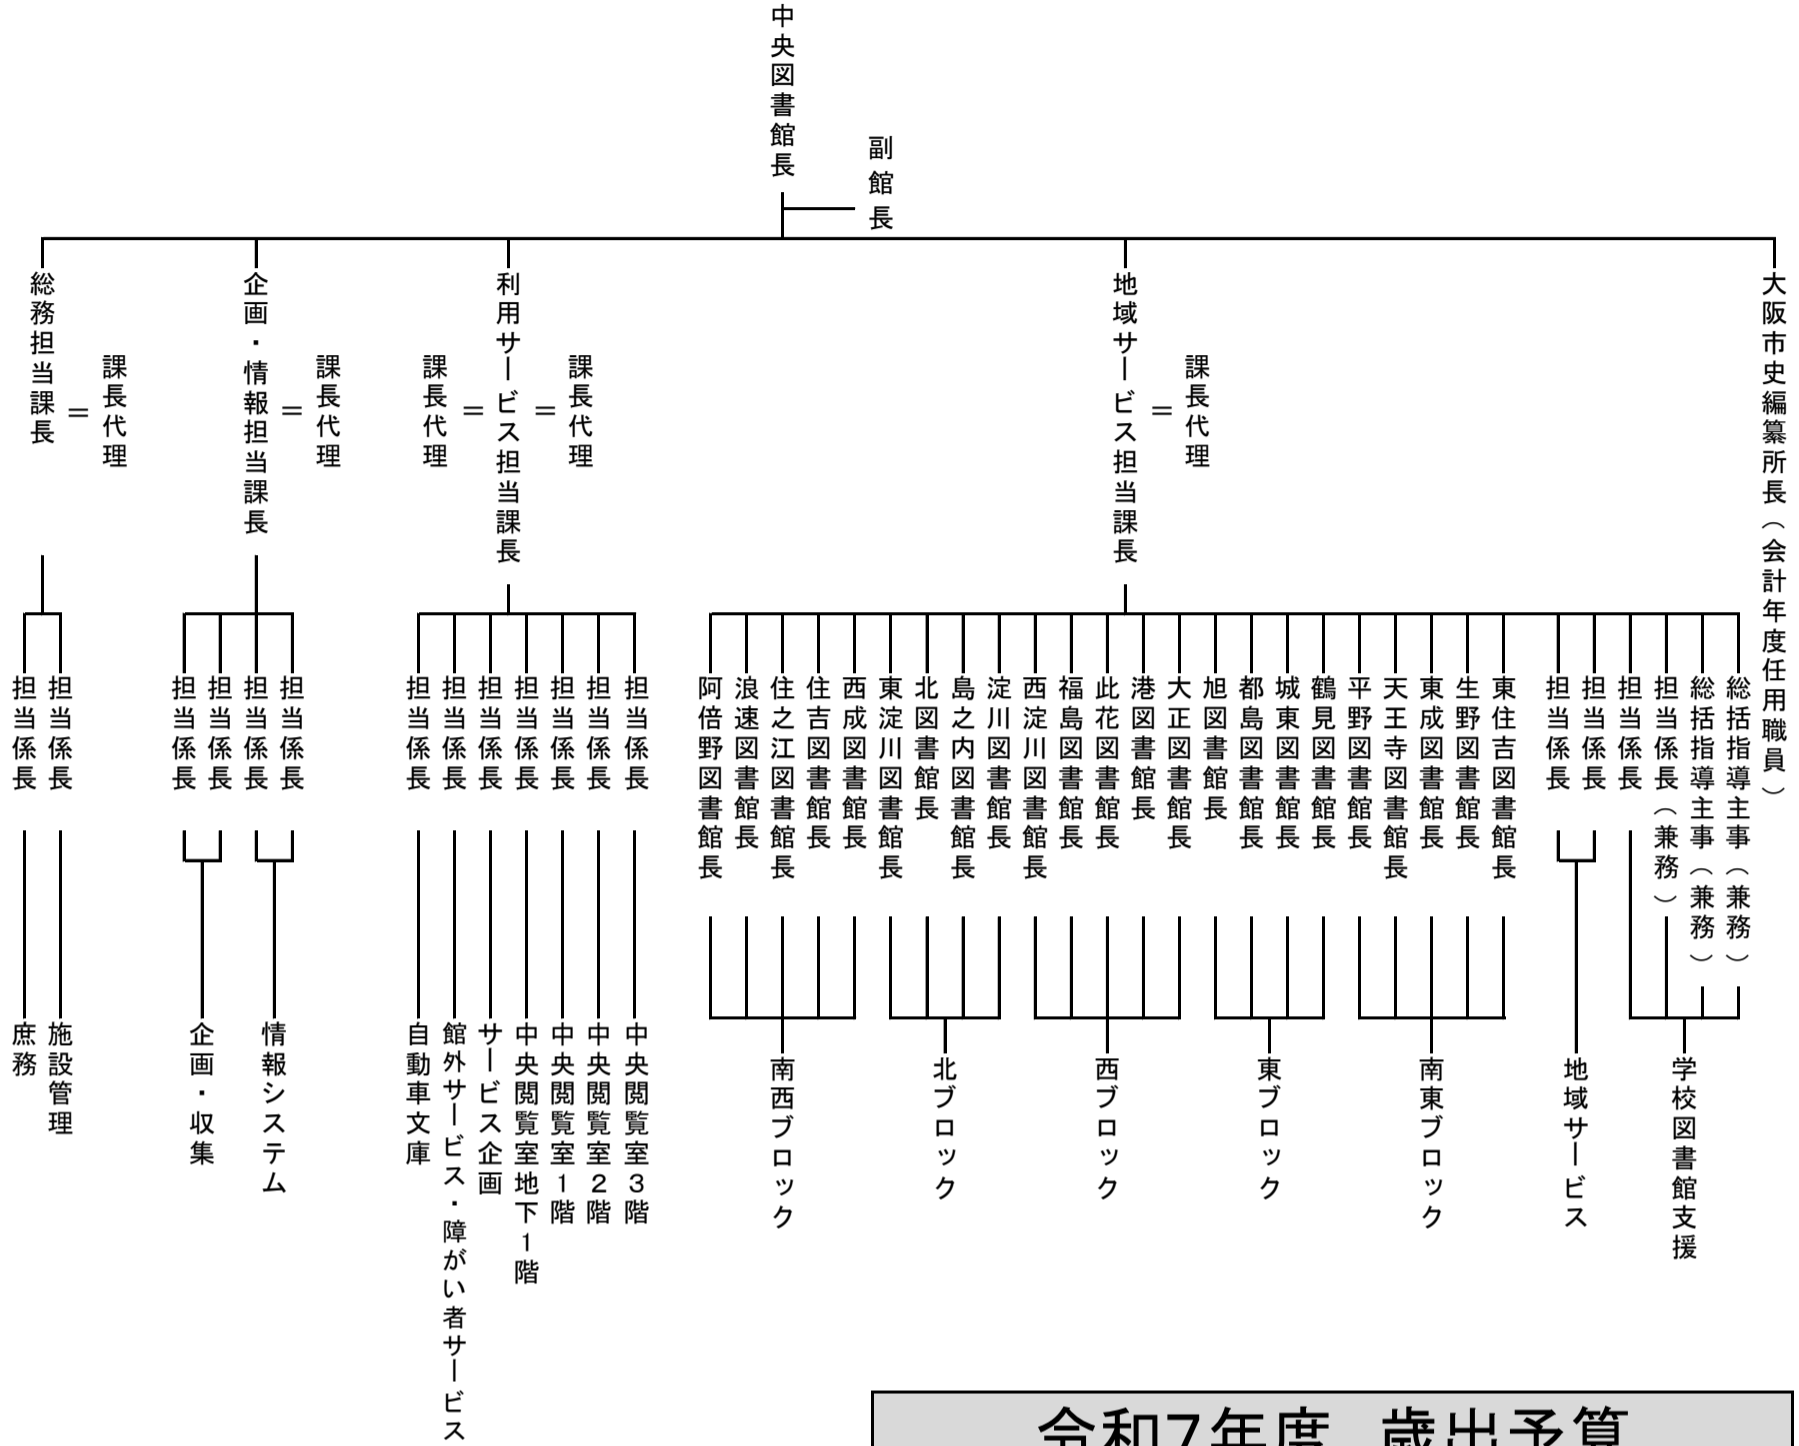 中央図書館長
副館長
総務担当課長
＝
課長代理
企画・情報担当課長
＝
課長代理
課長代理
＝
利用サービス担当課長
＝
課長代理
地域サービス担当課長
＝
課長代理
大阪市史編纂所長（会計年度任用職員）
担当係長
担当係長
担当係長
担当係長
担当係長
担当係長
担当係長
担当係長
担当係長
担当係長
担当係長
担当係長
担当係長
阿倍野図書館長
浪速図書館長
住之江図書館長
住吉図書館長
西成図書館長
東淀川図書館長
北図書館長
島之内図書館長
淀川図書館長
西淀川図書館長
福島図書館長
此花図書館長
港図書館長
大正図書館長
旭図書館長
都島図書館長
城東図書館長
鶴見図書館長
平野図書館長
天王寺図書館長
東成図書館長
生野図書館長
東住吉図書館長
担当係長
担当係長
担当係長
担当係長（兼務）
総括指導主事（兼務）
総括指導主事（兼務）
庶務
施設管理
企画・収集
情報システム
自動車文庫
館外サービス・障がい者サービス
サービス企画
中央閲覧室地下1階
中央閲覧室1階
中央閲覧室2階
中央閲覧室3階
南西ブロック
北ブロック
西ブロック
東ブロック
南東ブロック
地域サービス
学校図書館支援
令和7年度　歳出予算